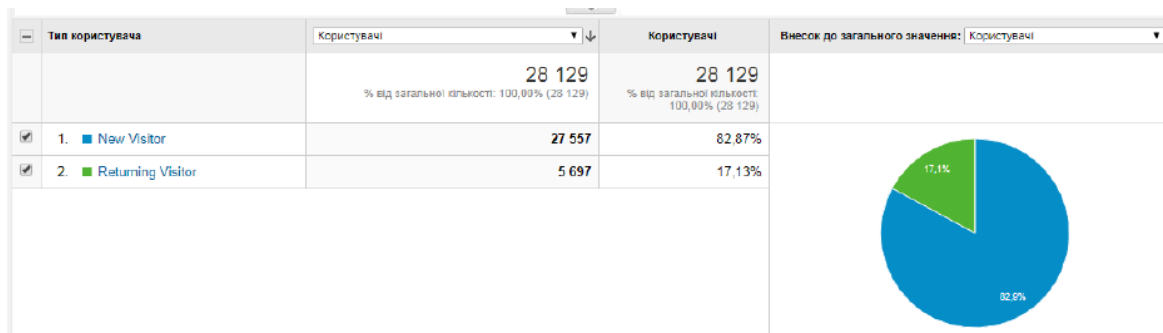 Тип користувача
Користувачі
Користувачі
Внесок до загального значення: Користувачі
28 129
% від загальної кількості: 100,00% (28 129)
28 129
% від загальної кількості:
100,00% (28 129)
1. New Visitor 27 557 82,87%
2. Returning Visitor 5 697 17,13%
17,1%
82,9%